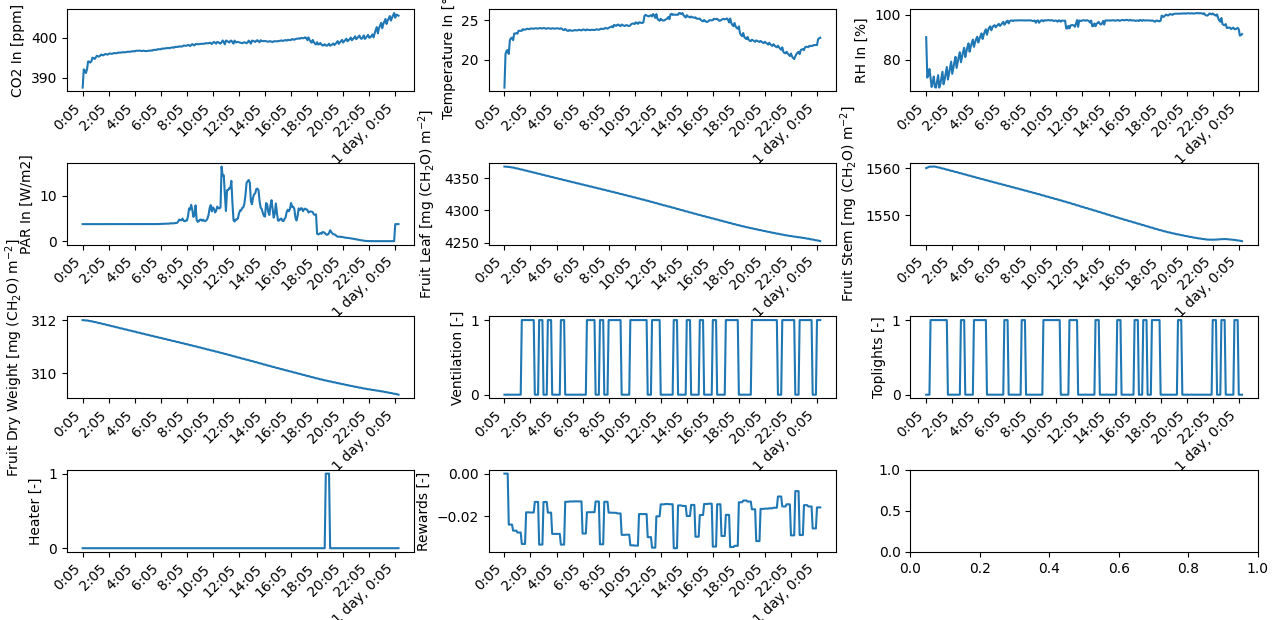 CO2 In [ppm]
400
390
0:05 2:05 4:05 6:05 8:05 10:05 12:05 14:05 16:05 18:05 20:05 22:05 1 day, 0:05
Temperature In [°
25
20
0:05 2:05 4:05 6:05 8:05 10:05 12:05 14:05 16:05 18:05 20:05 22:05 1 day, 0:05
RH In [%]
100
80
0:05 2:05 4:05 6:05 8:05 10:05 12:05 14:05 16:05 18:05 20:05 22:05 1 day, 0:05
PAR In [W/m2]
10
0
0:05 2:05 4:05 6:05 8:05 10:05 12:05 14:05 16:05 18:05 20:05 22:05 1 day, 0:05
Fruit Leaf [mg (CH₂O) m⁻²]
4350
4300
4250
0:05 2:05 4:05 6:05 8:05 10:05 12:05 14:05 16:05 18:05 20:05 22:05 1 day, 0:05
Fruit Stem [mg (CH₂O) m⁻²]
1560
1550
0:05 2:05 4:05 6:05 8:05 10:05 12:05 14:05 16:05 18:05 20:05 22:05 1 day, 0:05
Fruit Dry Weight [mg (CH₂O) m⁻²]
312
310
0:05 2:05 4:05 6:05 8:05 10:05 12:05 14:05 16:05 18:05 20:05 22:05 1 day, 0:05
Ventilation [-]
1
0
0:05 2:05 4:05 6:05 8:05 10:05 12:05 14:05 16:05 18:05 20:05 22:05 1 day, 0:05
Toplights [-]
1
0
0:05 2:05 4:05 6:05 8:05 10:05 12:05 14:05 16:05 18:05 20:05 22:05 1 day, 0:05
Heater [-]
1
0
0:05 2:05 4:05 6:05 8:05 10:05 12:05 14:05 16:05 18:05 20:05 22:05 1 day, 0:05
Rewards [-]
0.00
−0.02
0:05 2:05 4:05 6:05 8:05 10:05 12:05 14:05 16:05 18:05 20:05 22:05 1 day, 0:05
1.0
0.5
0.0
0.0 0.2 0.4 0.6 0.8 1.0